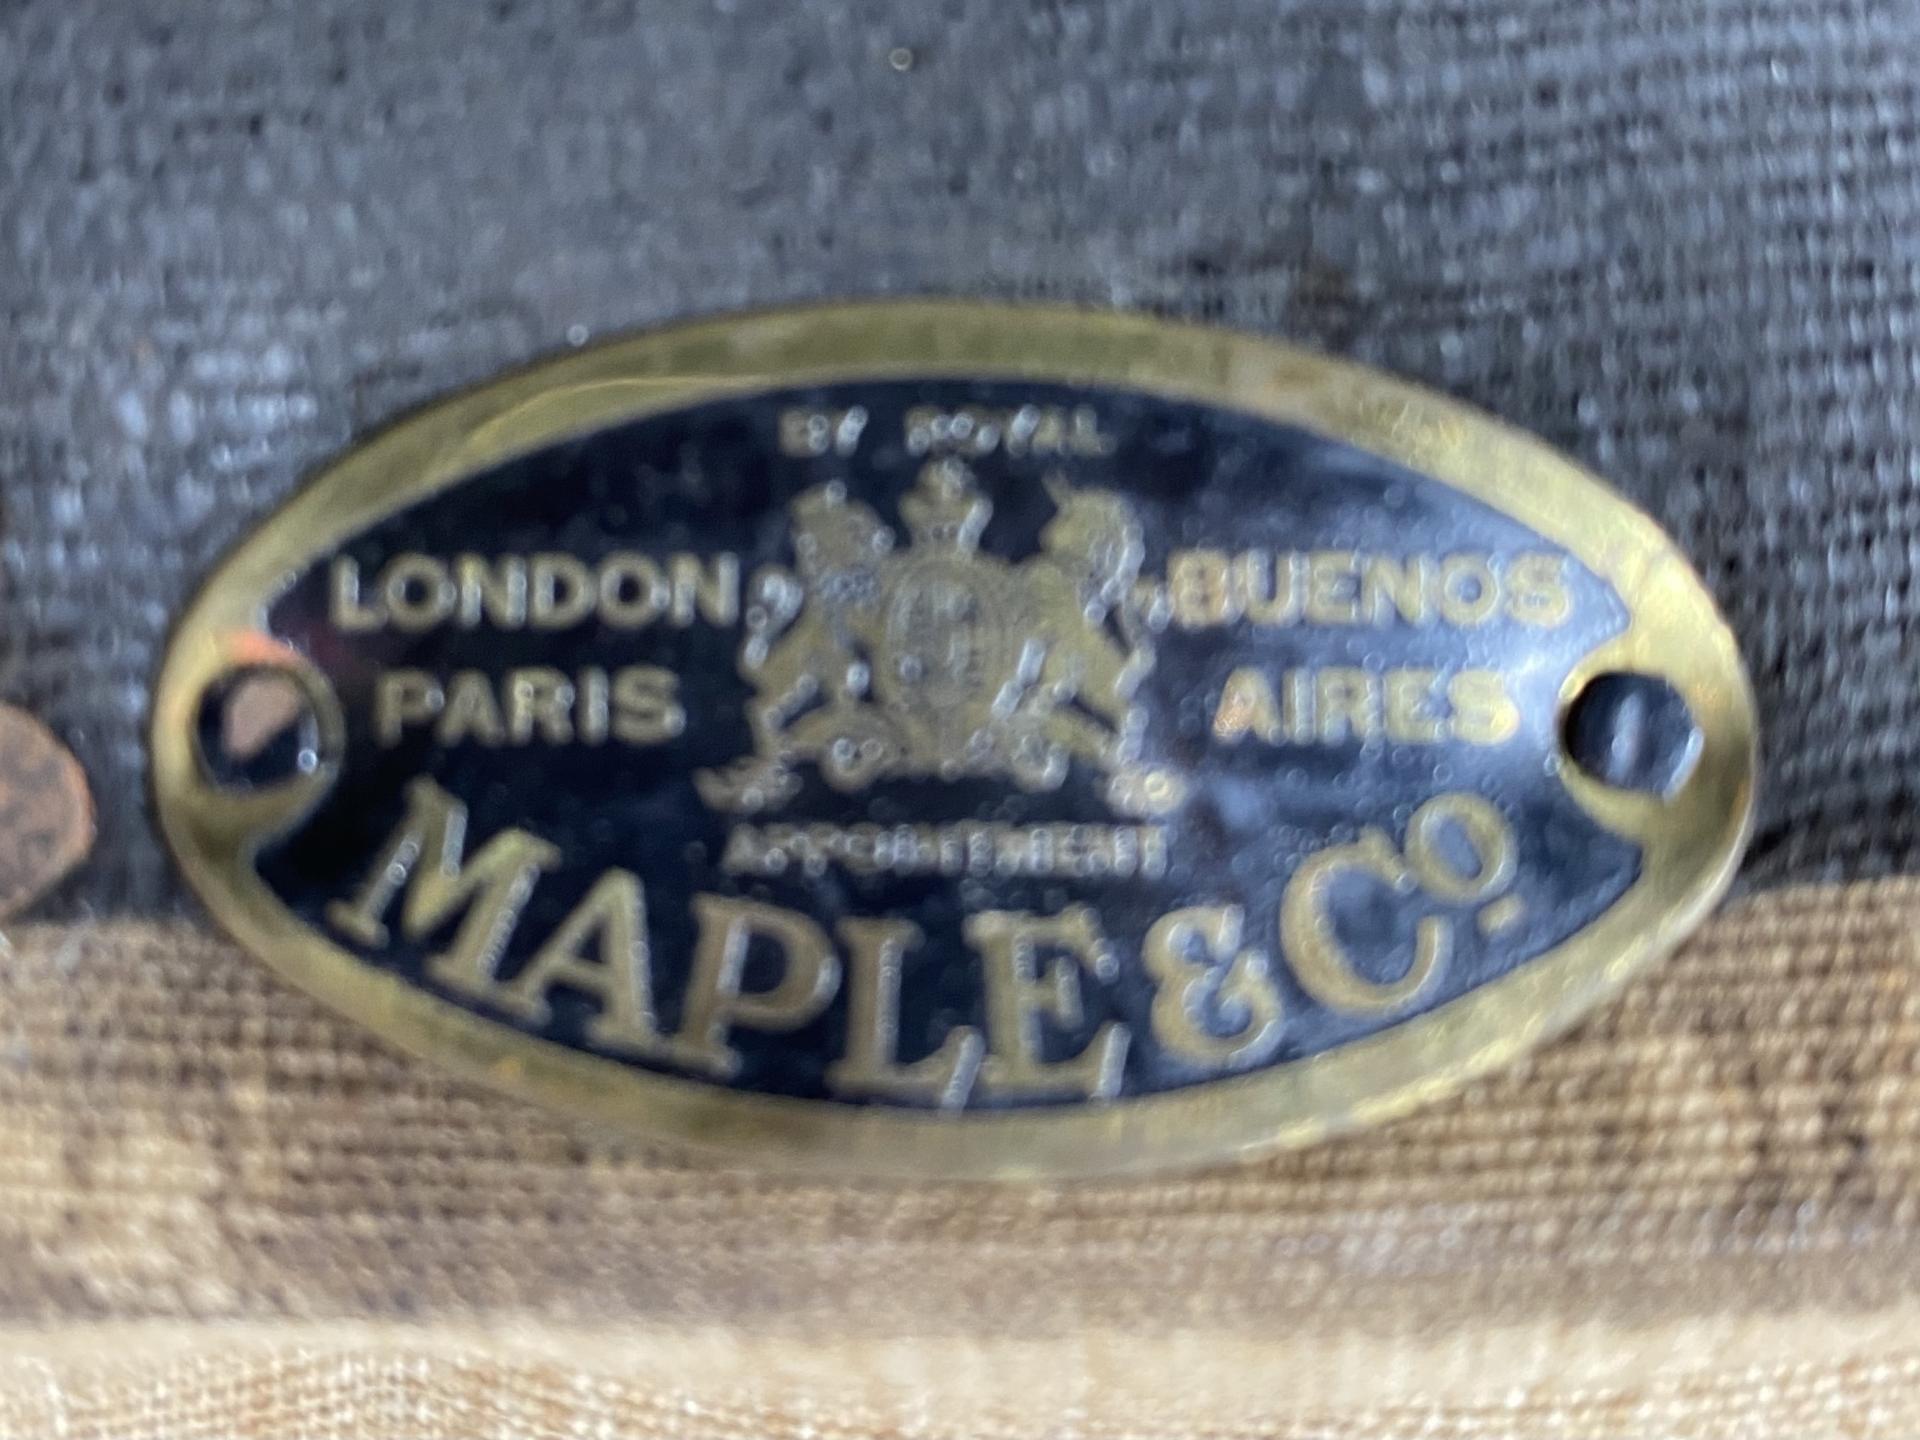 BY ROYAL
LONDON
PARIS
BUENOS
AIRES
APPOINTMENT
MAPLE & Co.